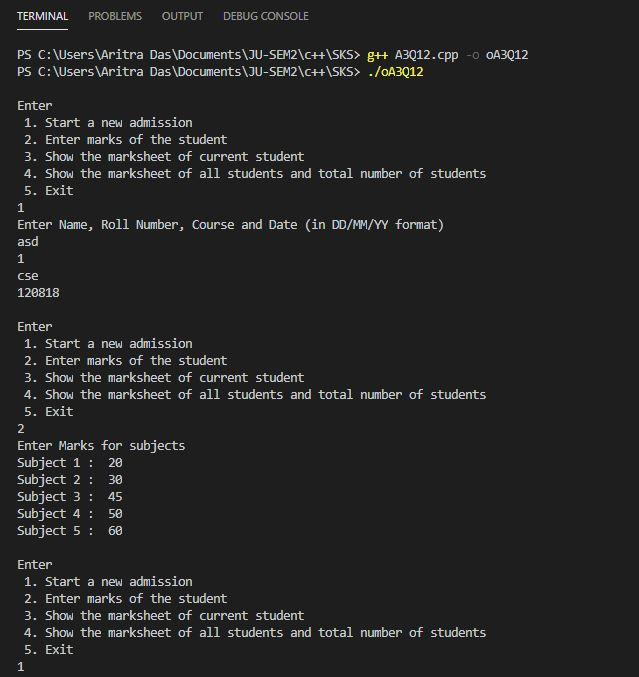 TERMINAL PROBLEMS OUTPUT DEBUG CONSOLE
PS C:\Users\Aritra Das\Documents\JU-SEM2\c++\SKS> g++ A3Q12.cpp -o oA3Q12
PS C:\Users\Aritra Das\Documents\JU-SEM2\c++\SKS> ./oA3Q12
Enter
1. Start a new admission
2. Enter marks of the student
3. Show the marksheet of current student
4. Show the marksheet of all students and total number of students
5. Exit
1
Enter Name, Roll Number, Course and Date (in DD/MM/YY format)
asd
1
cse
120818
Enter
1. Start a new admission
2. Enter marks of the student
3. Show the marksheet of current student
4. Show the marksheet of all students and total number of students
5. Exit
2
Enter Marks for subjects
Subject 1 :  20
Subject 2 :  30
Subject 3 :  45
Subject 4 :  50
Subject 5 :  60
Enter
1. Start a new admission
2. Enter marks of the student
3. Show the marksheet of current student
4. Show the marksheet of all students and total number of students
5. Exit
1